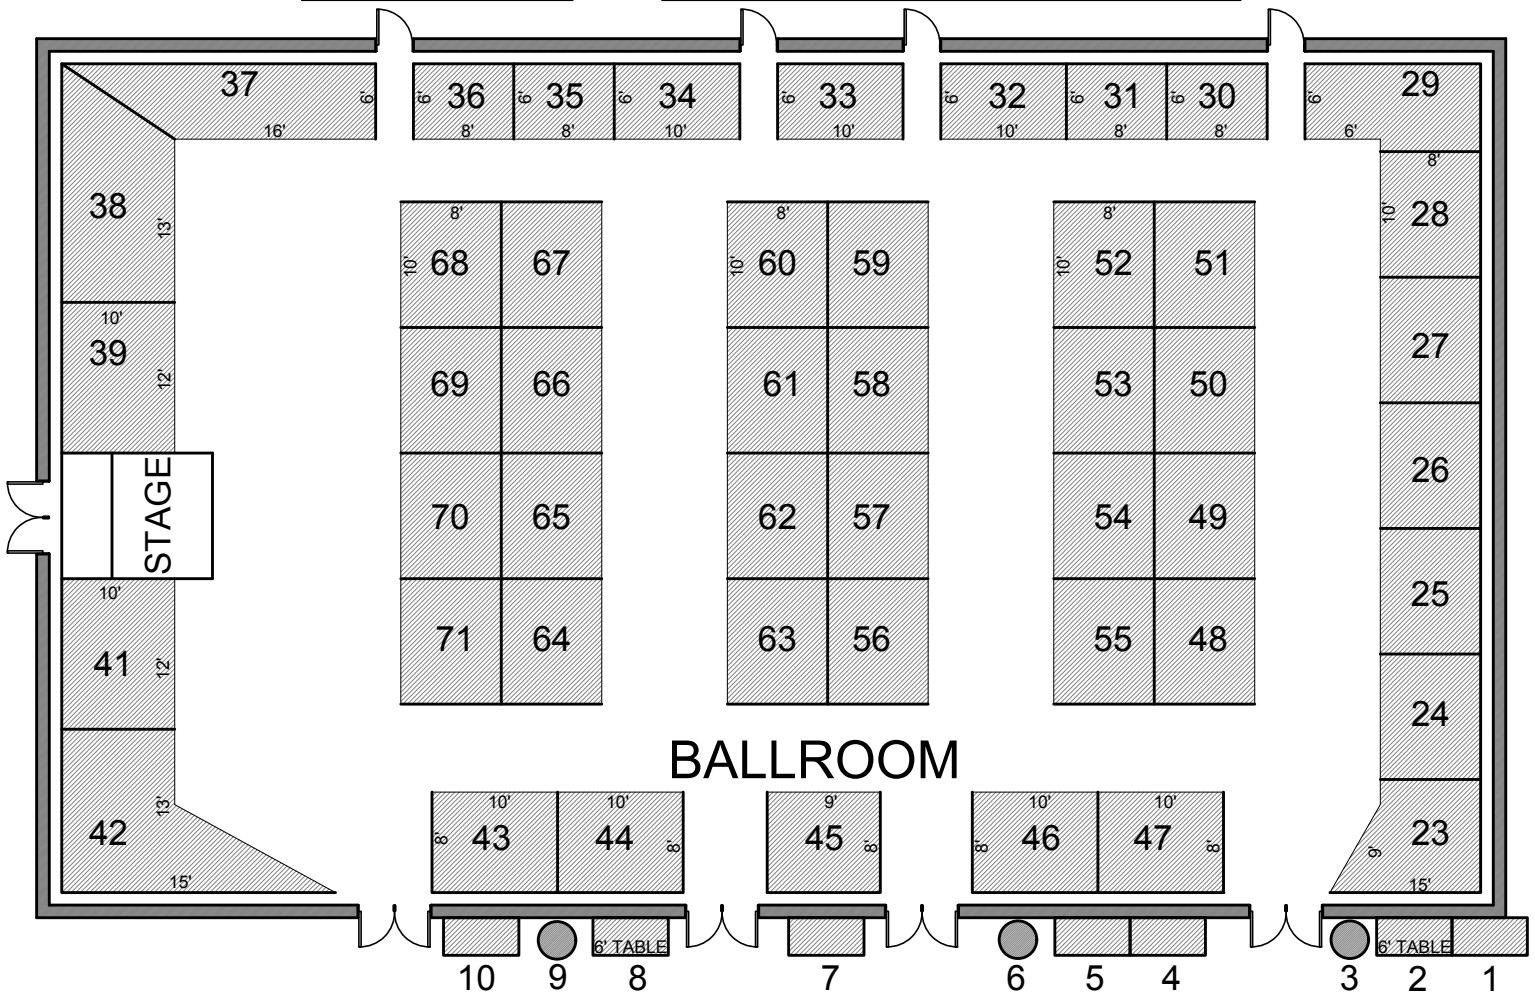 37 36 35 34 33 32 31 30 29
6' 6' 6' 6' 6' 6' 6' 6' 6'
16' 8' 8' 10' 10' 10' 8' 8' 6'
8'
38 13' 10' 28
8' 8' 8'
10' 68 67 10' 60 59 10' 52 51
10'
39 12' 27
69 66 61 58 53 50
26
STAGE
70 65 62 57 54 49
10'
25
41 12'
71 64 63 56 55 48
24
BALLROOM
10' 10' 9' 10' 10'
42 13' 8' 43 44 8' 45 8' 8' 46 47 8' 9' 23
15' 15'
6' TABLE 6' TABLE
10 9 8 7 6 5 4 3 2 1